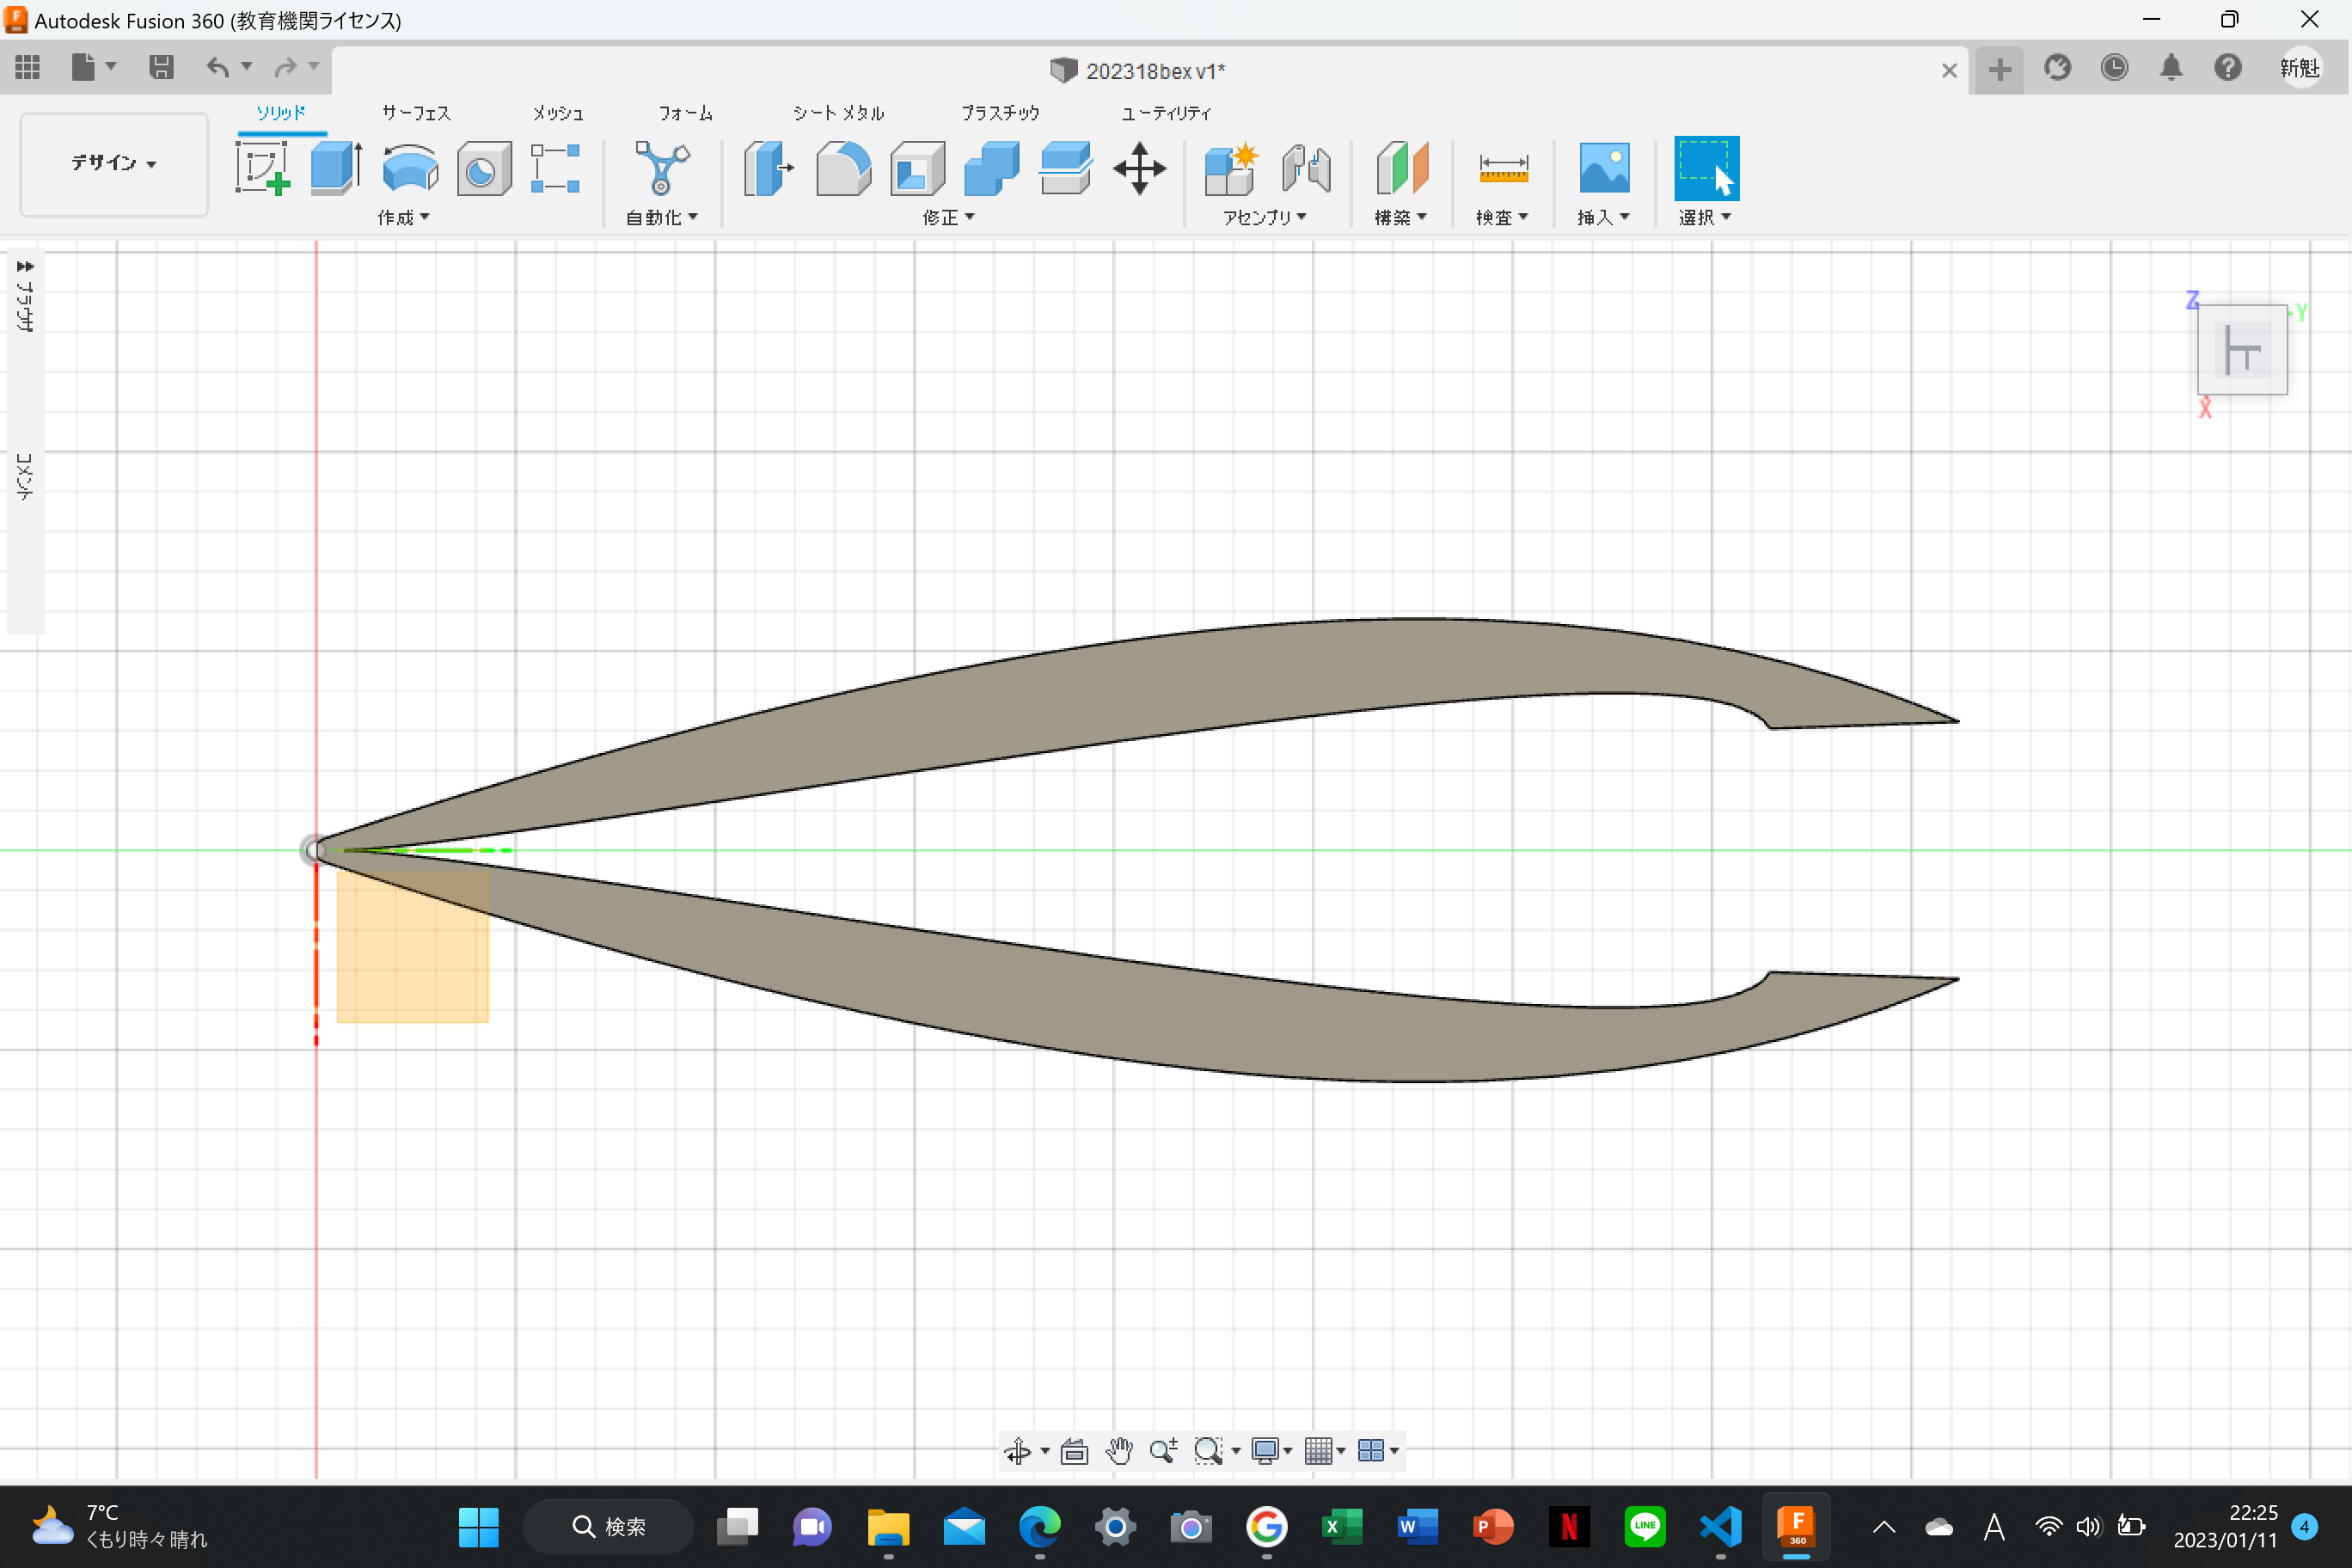 Autodesk Fusion 360 (教育機関ライセンス)
202318bex v1*
新魁
ソリッド サーフェス メッシュ フォーム シート メタル プラスチック ユーティリティ
デザイン
作成 自動化 修正 アセンブリ 構築 検査 挿入 選択
ブラウザ
コメント
Z
Y
上
X
7°C
くもり時々晴れ
検索
X
W
P
N
LINE
F
360
A
22:25
2023/01/11
4